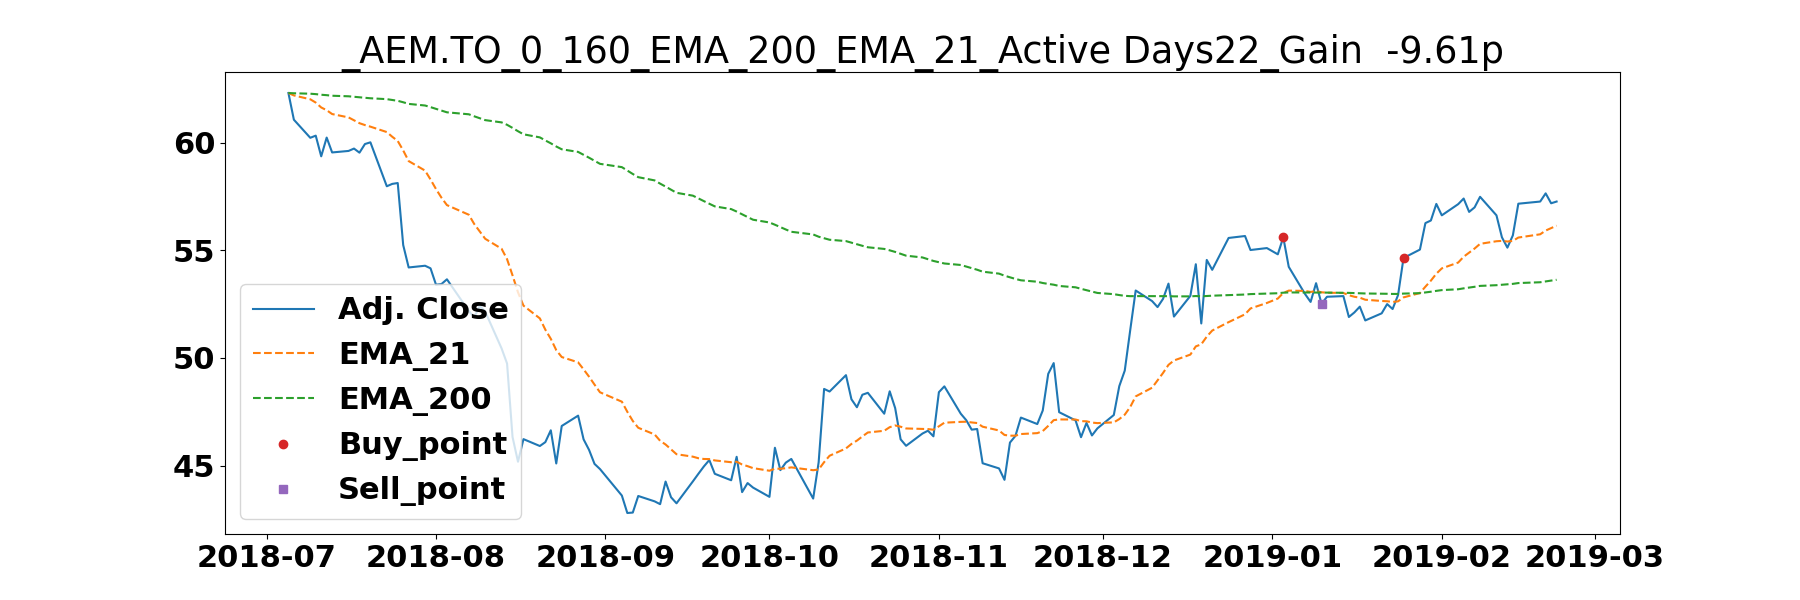 _AEM.TO_0_160_EMA_200_EMA_21_Active Days22_Gain  -9.61p
60
55
50
45
Adj. Close
EMA_21
EMA_200
Buy_point
Sell_point
2018-07 2018-08 2018-09 2018-10 2018-11 2018-12 2019-01 2019-02 2019-03